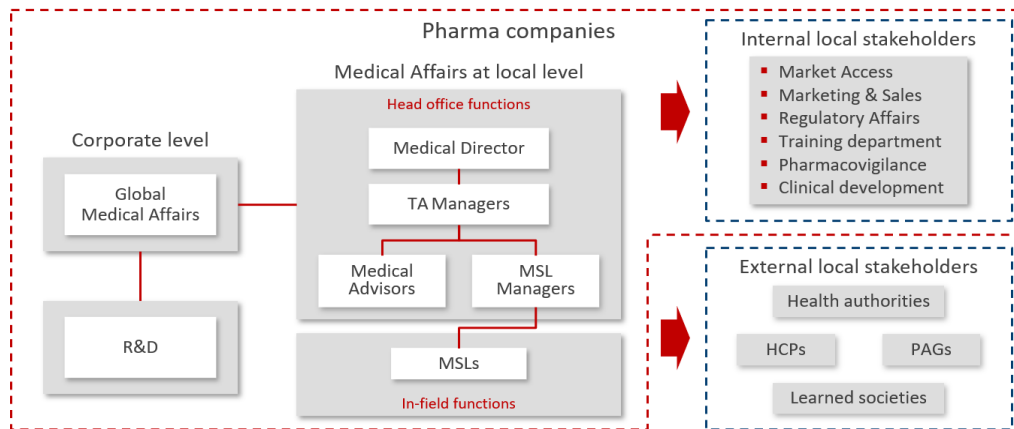 Pharma companies
Corporate level
Global
Medical Affairs
R&D
Medical Affairs at local level
Head office functions
Medical Director
TA Managers
Medical
Advisors
MSL
Managers
MSLs
In-field functions
Internal local stakeholders
Market Access
Marketing & Sales
Regulatory Affairs
Training department
Pharmacovigilance
Clinical development
External local stakeholders
Health authorities
HCPs
PAGs
Learned societies